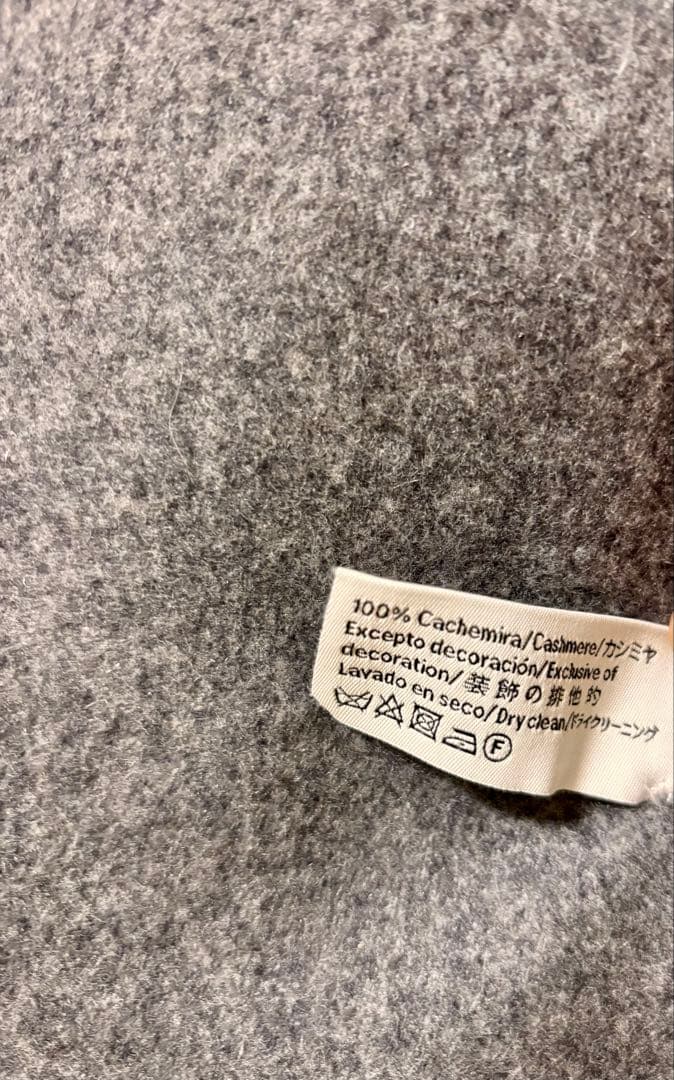 100% Cachemira/Cashmere/カシミヤ
Excepto decoración/Exclusive of
decoration/装飾の排他的
Lavado en seco/Dry clean/ドライクリーニング
F